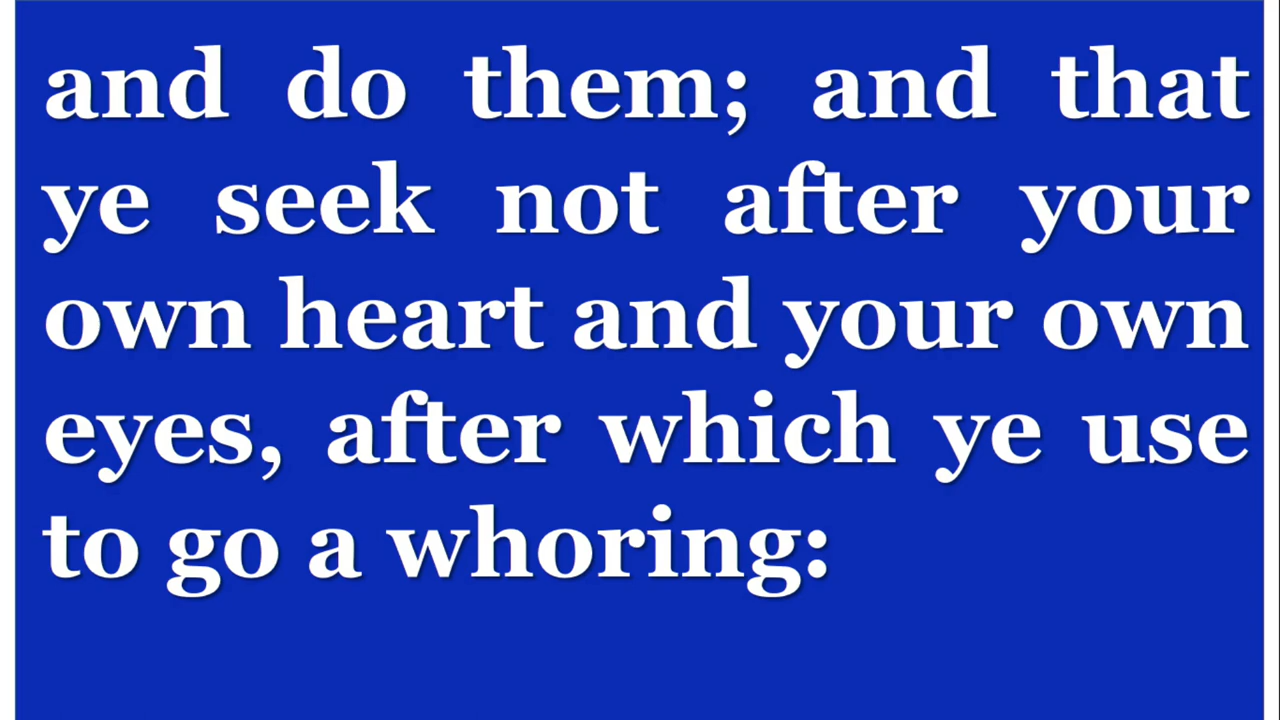 and do them; and that
ye seek not after your
own heart and your own
eyes, after which ye use
to go a whoring: